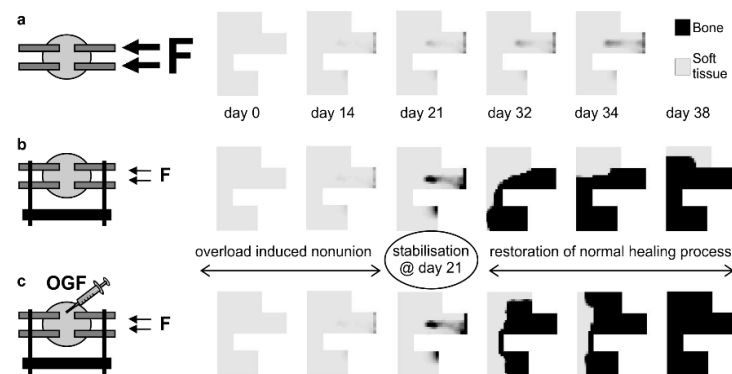 a
F
Bone
Soft
tissue
day 0
day 14
day 21
day 32
day 34
day 38
b
F
overload induced nonunion
stabilisation
@ day 21
restoration of normal healing process
c
OGF
F